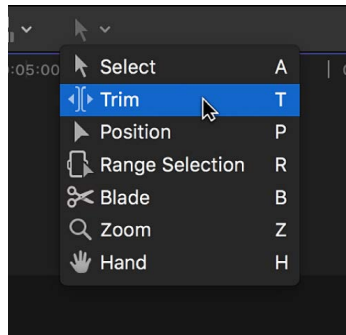 :05:00
Select A
Trim T
Position P
Range Selection R
Blade B
Zoom Z
Hand H